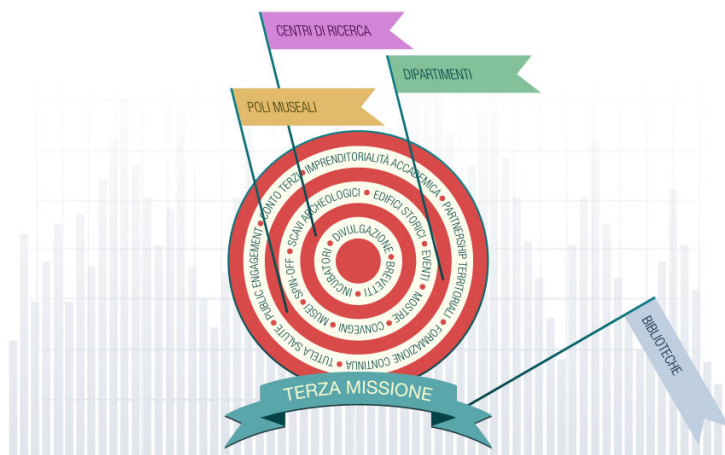 CENTRI DI RICERCA
DIPARTIMENTI
POLI MUSEALI
TUTELA SALUTE • PUBLIC ENGAGEMENT • CONTO TERZI • IMPRENDITORIALITÀ ACCADEMICA • PARTNERSHIP TERRITORIALI • FORMAZIONE CONTINUA •
MUSEI • SPIN-OFF • SCAVI ARCHEOLOGICI • EDIFICI STORICI • EVENTI • MOSTRE • CONVEGNI •
INCUBATORI • DIVULGAZIONE • BREVETTI •
BIBLIOTECHE
TERZA MISSIONE